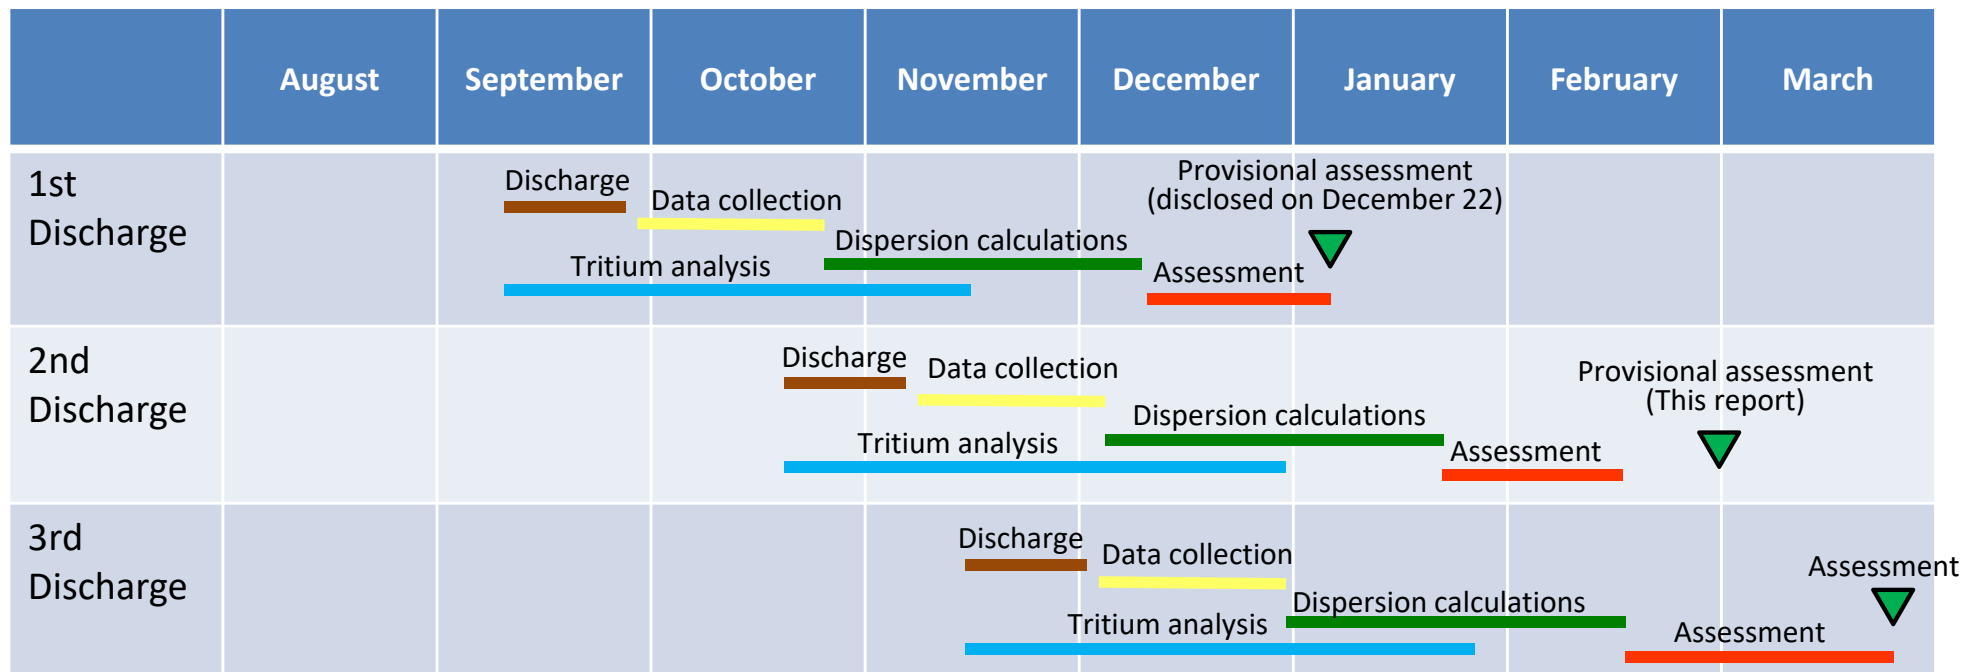 August
September
October
November
December
January
February
March
1st
Discharge
Discharge
Data collection
Dispersion calculations
Tritium analysis
Assessment
Provisional assessment
(disclosed on December 22)
2nd
Discharge
Discharge
Data collection
Dispersion calculations
Tritium analysis
Assessment
Provisional assessment
(This report)
3rd
Discharge
Discharge
Data collection
Dispersion calculations
Tritium analysis
Assessment
Assessment